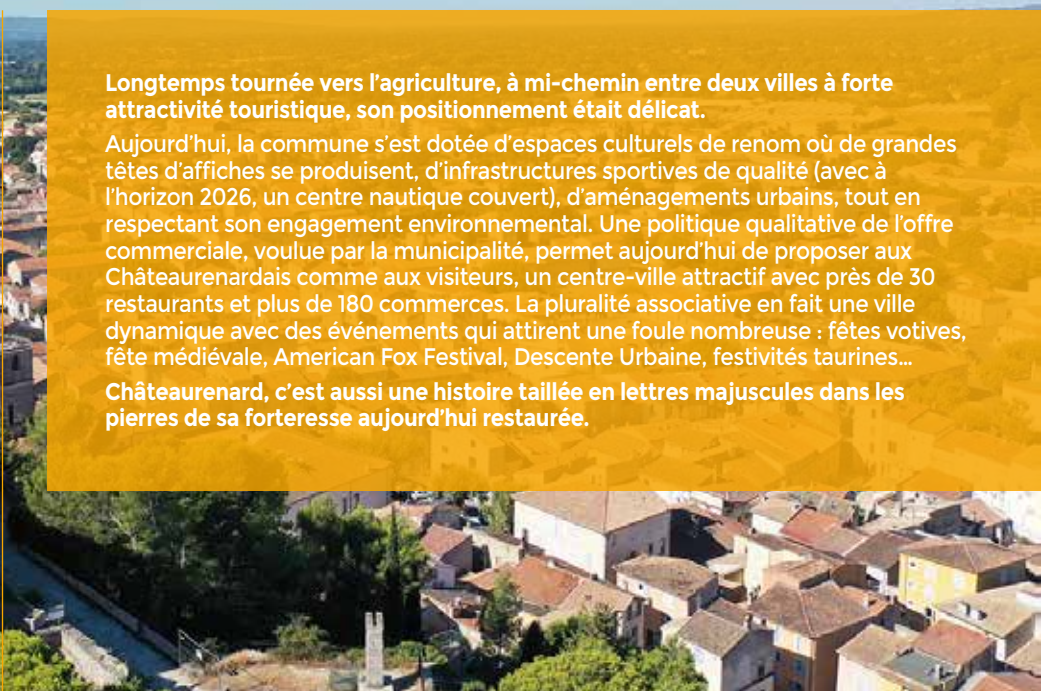 Longtemps tournée vers l’agriculture, à mi-chemin entre deux villes à forte
attractivité touristique, son positionnement était délicat.
Aujourd’hui, la commune s’est dotée d’espaces culturels de renom où de grandes
têtes d’affiches se produisent, d’infrastructures sportives de qualité (avec à
l’horizon 2026, un centre nautique couvert), d’aménagements urbains, tout en
respectant son engagement environnemental. Une politique qualitative de l’offre
commerciale, voulue par la municipalité, permet aujourd’hui de proposer aux
Châteaurenardais comme aux visiteurs, un centre-ville attractif avec près de 30
restaurants et plus de 180 commerces. La pluralité associative en fait une ville
dynamique avec des événements qui attirent une foule nombreuse : fêtes votives,
fête médiévale, American Fox Festival, Descente Urbaine, festivités taurines...
Châteaurenard, c’est aussi une histoire taillée en lettres majuscules dans les
pierres de sa forteresse aujourd’hui restaurée.